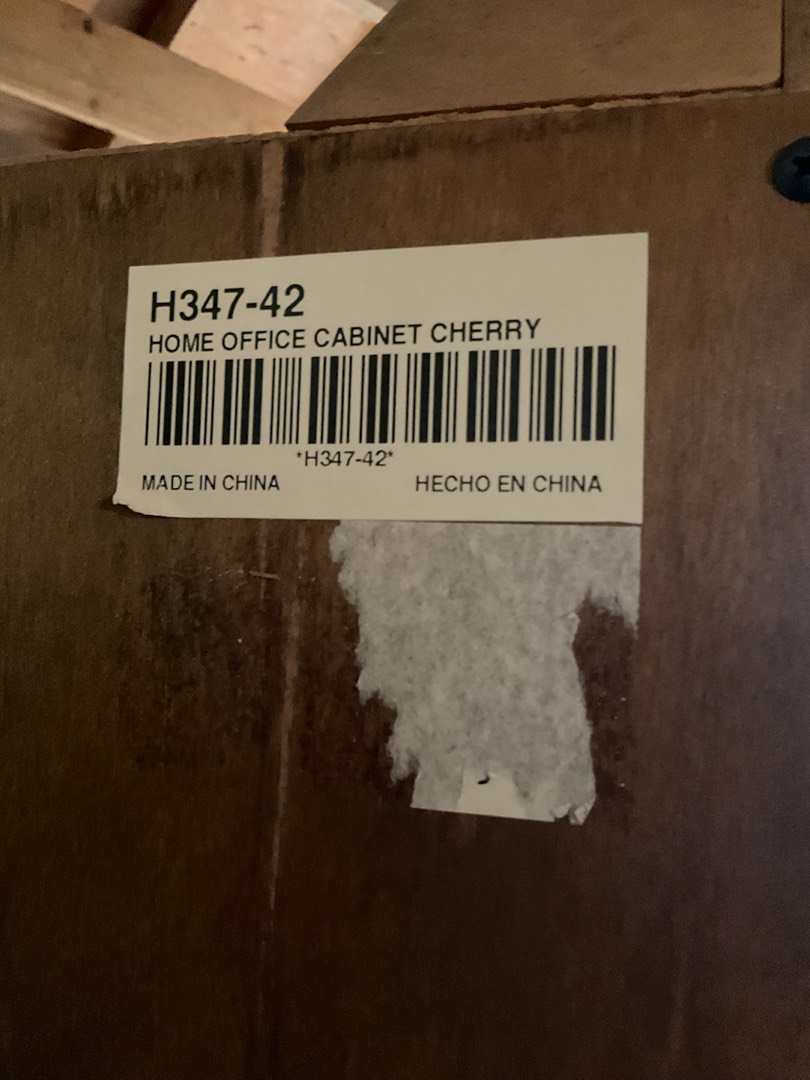 H347-42
HOME OFFICE CABINET CHERRY
*H347-42*
MADE IN CHINA HECHO EN CHINA